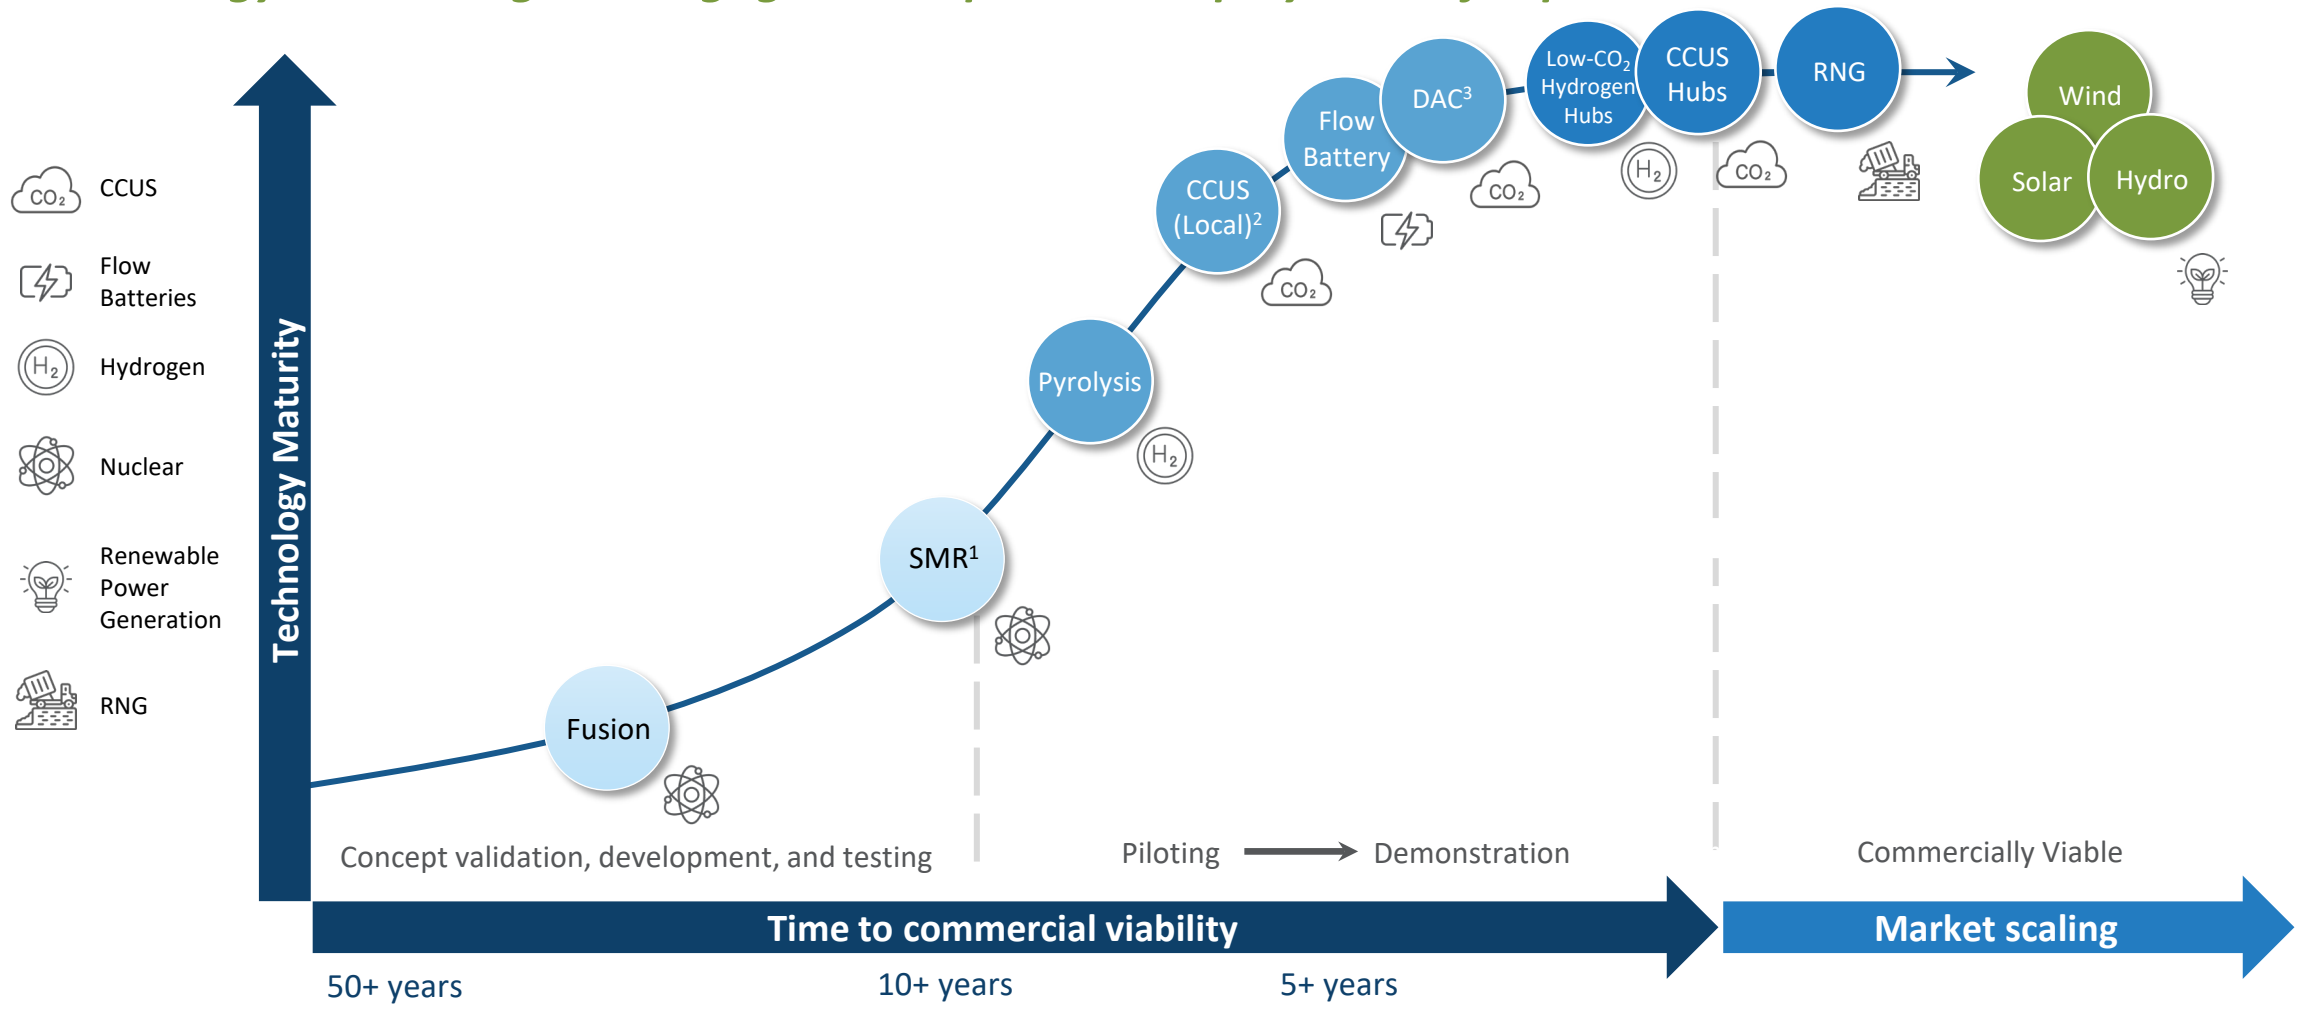 CO₂
CCUS
Flow
Batteries
H₂
Hydrogen
Nuclear
Renewable
Power
Generation
RNG
Technology Maturity
Fusion
SMR¹
Pyrolysis
H₂
CCUS
(Local)²
CO₂
Flow
Battery
DAC³
CO₂
Low-CO₂
Hydrogen
Hubs
H₂
CCUS
Hubs
CO₂
RNG
Wind
Solar
Hydro
Concept validation, development, and testing
Piloting
Demonstration
Commercially Viable
Time to commercial viability
Market scaling
50+ years
10+ years
5+ years